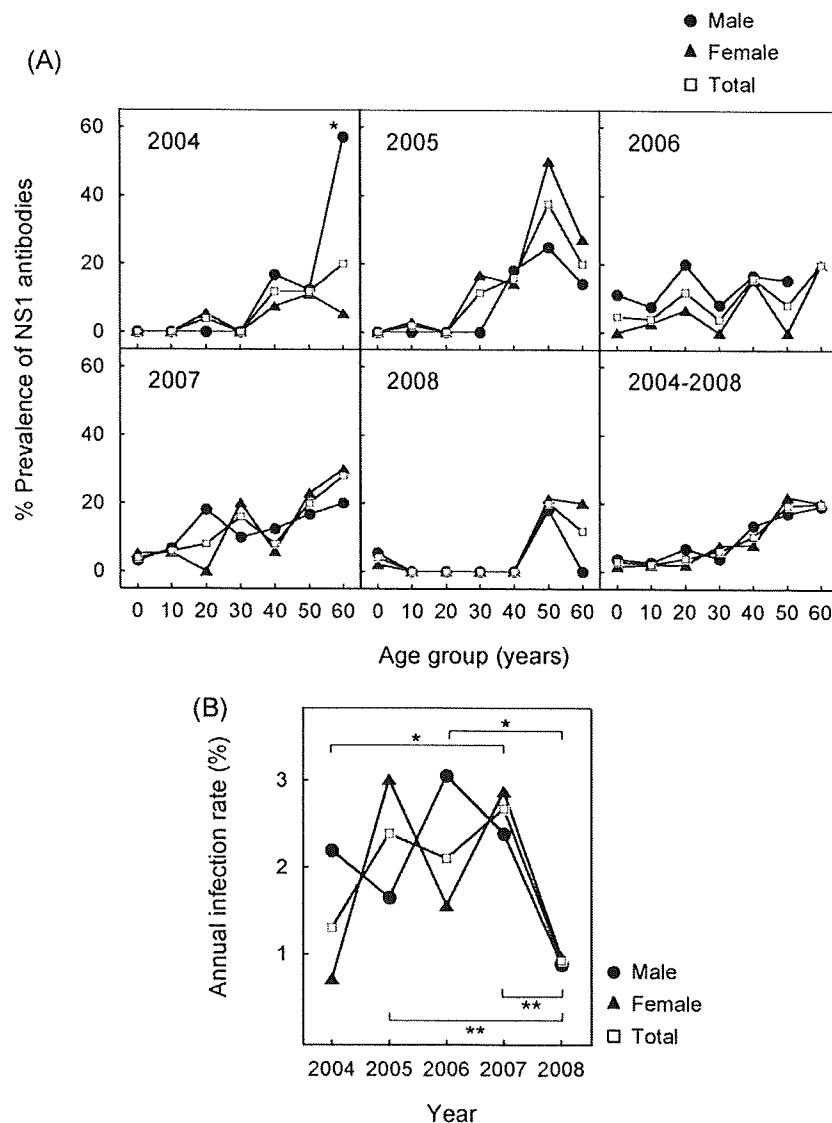 Male
Female
Total
(A)
% Prevalence of NS1 antibodies
60
40
20
0
60
40
20
0
*
2004
2005
2006
2007
2008
2004-2008
0 10 20 30 40 50 60
0 10 20 30 40 50 60
0 10 20 30 40 50 60
Age group (years)
(B)
Annual infection rate (%)
3
2
1
*
*
**
**
2004 2005 2006 2007 2008
Year
Male
Female
Total